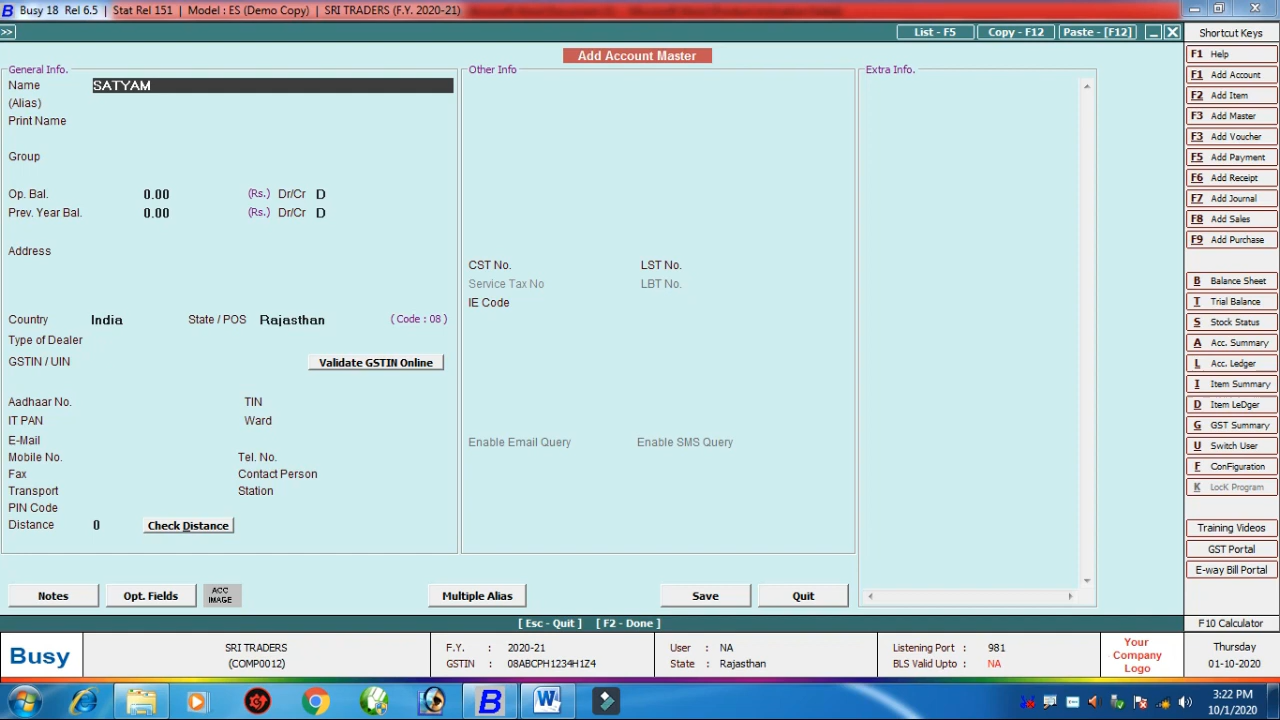 Busy 18 Rel 6.5 | Stat Rel 151 | Model : ES (Demo Copy) | SRI TRADERS (F.Y. 2020-21)
>> List - F5 Copy - F12 Paste - [F12]
Add Account Master
General Info. Other Info Extra Info.
Name SATYAM
(Alias)
Print Name
Group
Op. Bal. 0.00 (Rs.) Dr/Cr D
Prev. Year Bal. 0.00 (Rs.) Dr/Cr D
Address
CST No. LST No.
Service Tax No LBT No.
IE Code
Country India State / POS Rajasthan ( Code : 08 )
Type of Dealer
GSTIN / UIN Validate GSTIN Online
Aadhaar No. TIN
IT PAN Ward
E-Mail Enable Email Query Enable SMS Query
Mobile No. Tel. No.
Fax Contact Person
Transport Station
PIN Code
Distance 0 Check Distance
Notes Opt. Fields ACC IMAGE Multiple Alias Save Quit
[ Esc - Quit ] [ F2 - Done ]
Shortcut Keys
F1 Help
F1 Add Account
F2 Add Item
F3 Add Master
F3 Add Voucher
F5 Add Payment
F6 Add Receipt
F7 Add Journal
F8 Add Sales
F9 Add Purchase
B Balance Sheet
T Trial Balance
S Stock Status
A Acc. Summary
L Acc. Ledger
I Item Summary
D Item LeDger
G GST Summary
U Switch User
F ConFiguration
K LocK Program
Training Videos
GST Portal
E-way Bill Portal
F10 Calculator
Busy
SRI TRADERS
(COMP0012)
F.Y. : 2020-21
GSTIN : 08ABCPH1234H1Z4
User : NA
State : Rajasthan
Listening Port : 981
BLS Valid Upto : NA
Your
Company
Logo
Thursday
01-10-2020
3:22 PM
10/1/2020